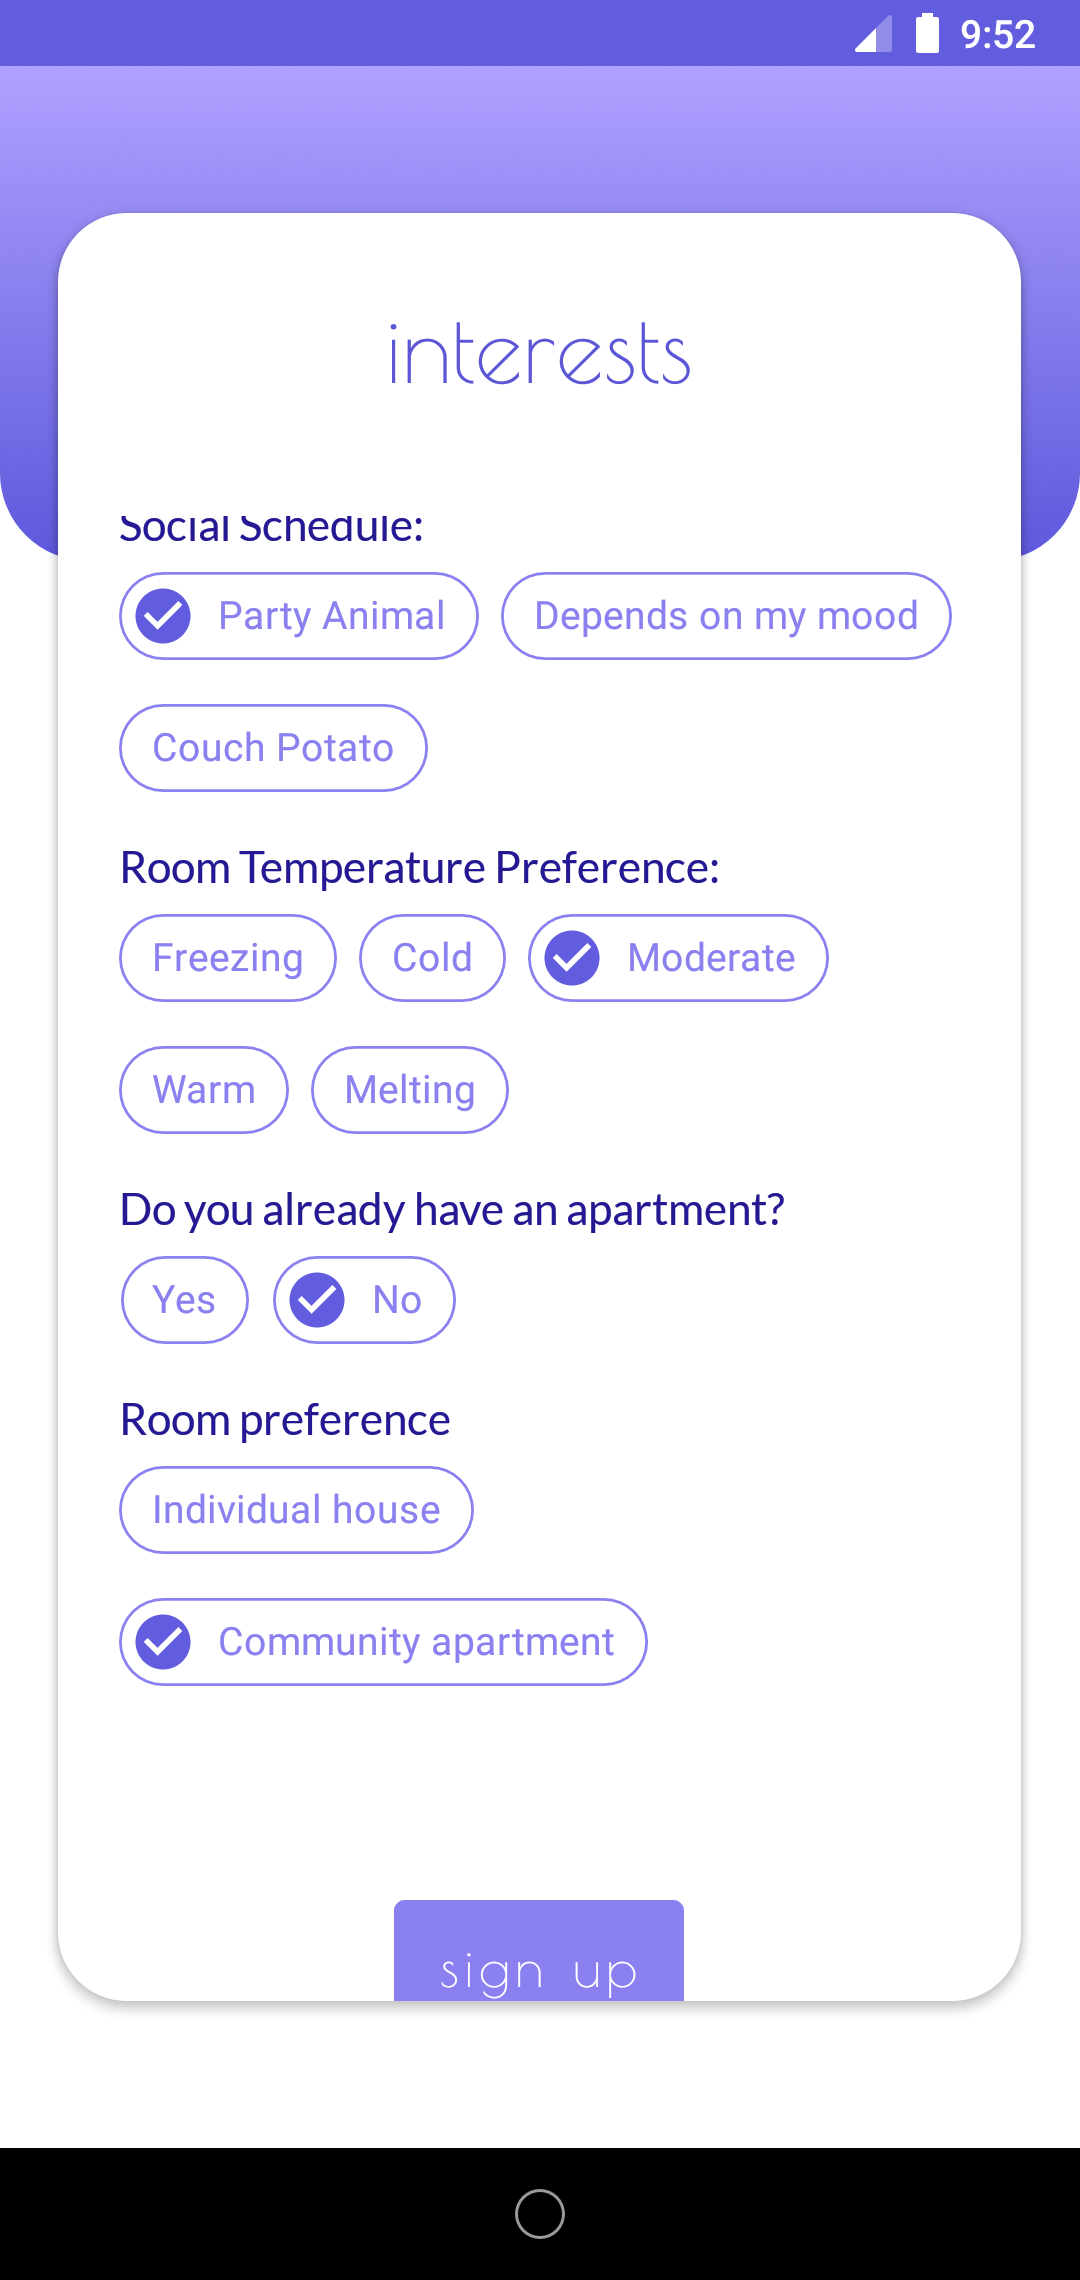 9:52
interests
Social Schedule:
Party Animal Depends on my mood
Couch Potato
Room Temperature Preference:
Freezing Cold Moderate
Warm Melting
Do you already have an apartment?
Yes No
Room preference
Individual house
Community apartment
sign up